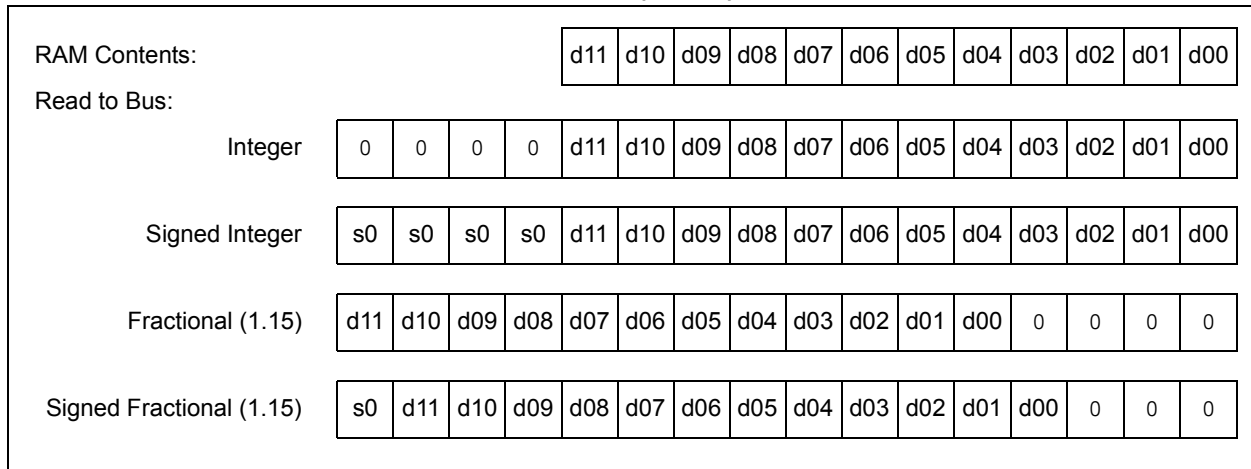 RAM Contents: d11 d10 d09 d08 d07 d06 d05 d04 d03 d02 d01 d00
Read to Bus:
Integer 0 0 0 0 d11 d10 d09 d08 d07 d06 d05 d04 d03 d02 d01 d00
Signed Integer s0 s0 s0 s0 d11 d10 d09 d08 d07 d06 d05 d04 d03 d02 d01 d00
Fractional (1.15) d11 d10 d09 d08 d07 d06 d05 d04 d03 d02 d01 d00 0 0 0 0
Signed Fractional (1.15) s0 d11 d10 d09 d08 d07 d06 d05 d04 d03 d02 d01 d00 0 0 0